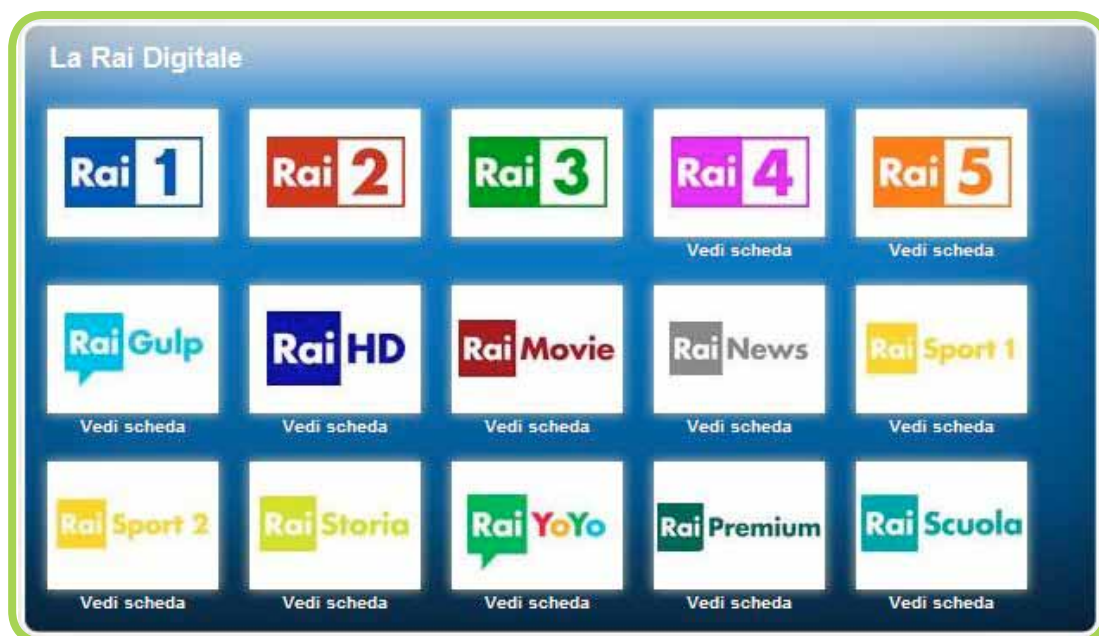 La Rai Digitale
Rai 1 Rai 2 Rai 3 Rai 4 Rai 5
Vedi scheda Vedi scheda
Rai Gulp Rai HD Rai Movie Rai News Rai Sport 1
Vedi scheda Vedi scheda Vedi scheda Vedi scheda Vedi scheda
Rai Sport 2 Rai Storia Rai YoYo Rai Premium Rai Scuola
Vedi scheda Vedi scheda Vedi scheda Vedi scheda Vedi scheda